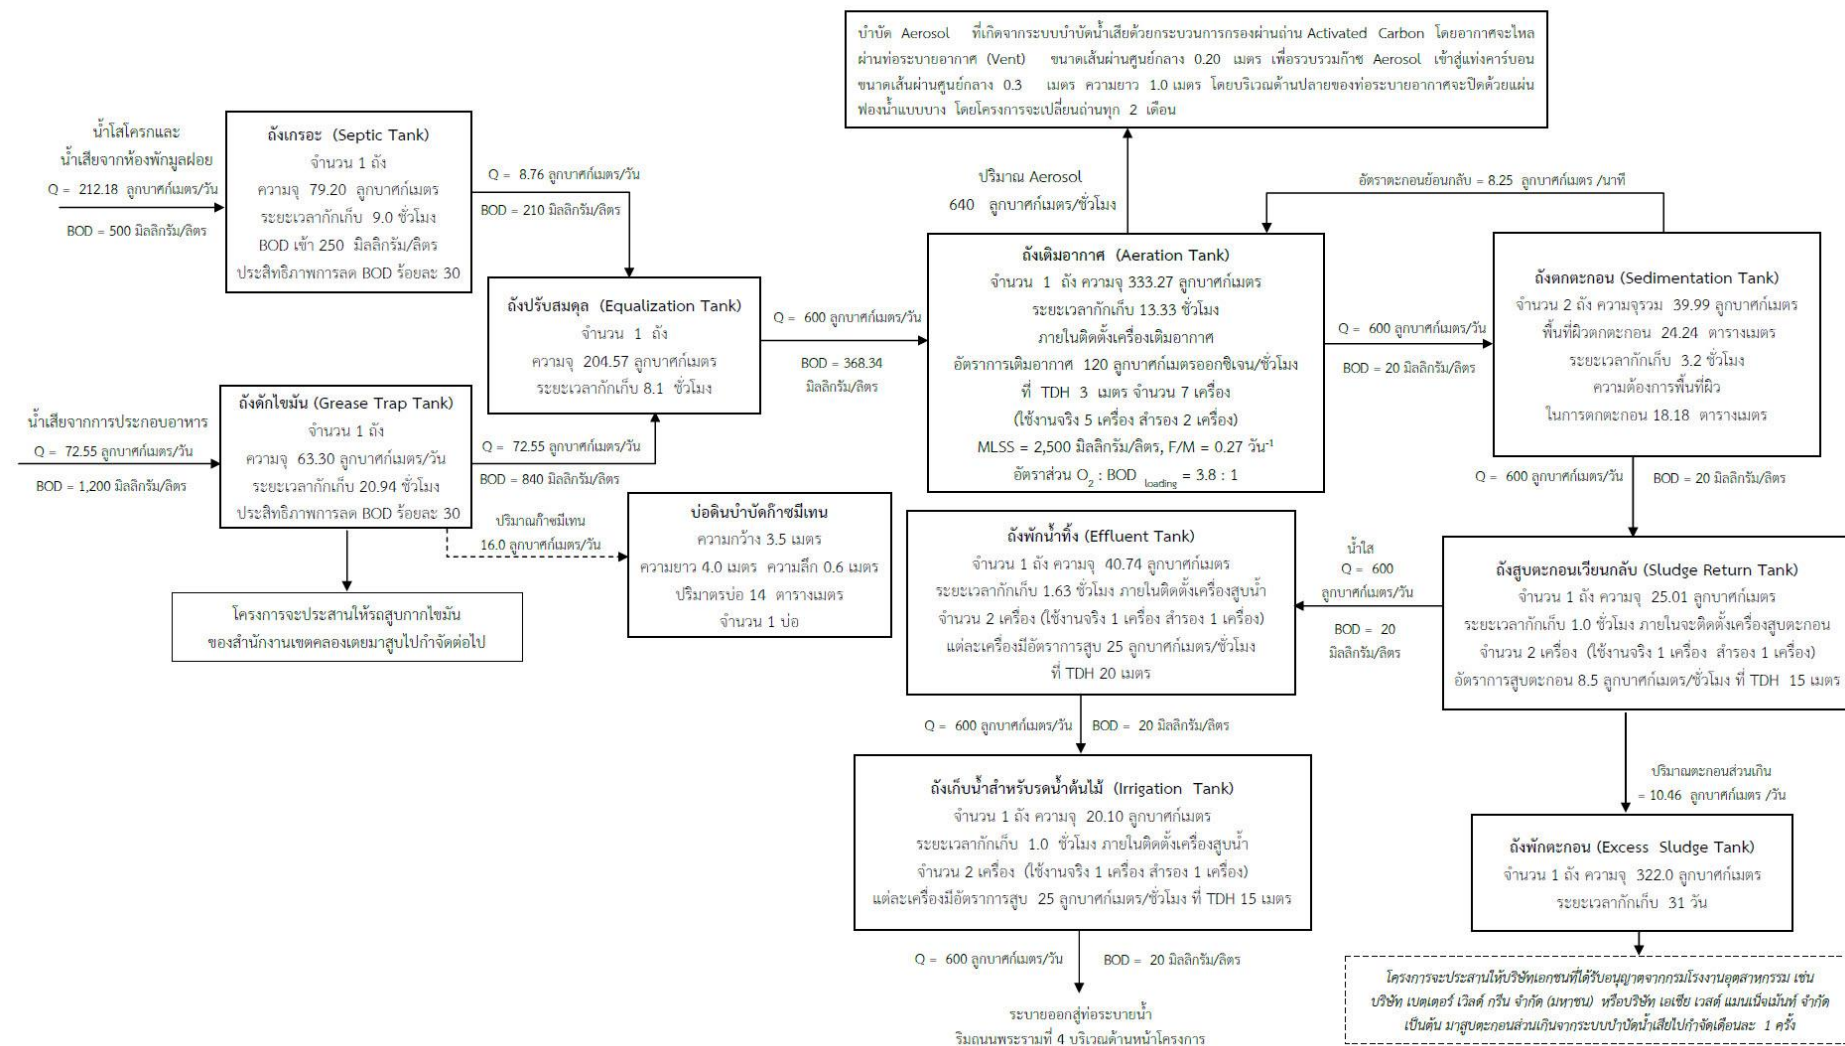 บำบัด Aerosol ที่เกิดจากระบบบำบัดน้ำเสียด้วยกระบวนการกรองผ่านถ่าน Activated Carbon โดยอากาศจะไหล
ผ่านท่อระบายอากาศ (Vent) ขนาดเส้นผ่านศูนย์กลาง 0.20 เมตร เพื่อรวบรวมก๊าซ Aerosol เข้าสู่แท่งคาร์บอน
ขนาดเส้นผ่านศูนย์กลาง 0.3 เมตร ความยาว 1.0 เมตร โดยบริเวณด้านปลายของท่อระบายอากาศจะปิดด้วยแผ่น
ฟองน้ำแบบบาง โดยโครงการจะเปลี่ยนถ่านทุก 2 เดือน
น้ำโสโครกและ
น้ำเสียจากห้องพักมูลฝอย
Q = 212.18 ลูกบาศก์เมตร/วัน
BOD = 500 มิลลิกรัม/ลิตร
ถังเกรอะ (Septic Tank)
จำนวน 1 ถัง
ความจุ 79.20 ลูกบาศก์เมตร
ระยะเวลากักเก็บ 9.0 ชั่วโมง
BOD เข้า 250 มิลลิกรัม/ลิตร
ประสิทธิภาพการลด BOD ร้อยละ 30
Q = 8.76 ลูกบาศก์เมตร/วัน
BOD = 210 มิลลิกรัม/ลิตร
น้ำเสียจากการประกอบอาหาร
Q = 72.55 ลูกบาศก์เมตร/วัน
BOD = 1,200 มิลลิกรัม/ลิตร
ถังดักไขมัน (Grease Trap Tank)
จำนวน 1 ถัง
ความจุ 63.30 ลูกบาศก์เมตร/วัน
ระยะเวลากักเก็บ 20.94 ชั่วโมง
ประสิทธิภาพการลด BOD ร้อยละ 30
Q = 72.55 ลูกบาศก์เมตร/วัน
BOD = 840 มิลลิกรัม/ลิตร
โครงการจะประสานให้รถสูบกากไขมัน
ของสำนักงานเขตคลองเตยมาสูบไปกำจัดต่อไป
ปริมาณก๊าซมีเทน
16.0 ลูกบาศก์เมตร/วัน
บ่อดินบำบัดก๊าซมีเทน
ความกว้าง 3.5 เมตร
ความยาว 4.0 เมตร ความลึก 0.6 เมตร
ปริมาตรบ่อ 14 ตารางเมตร
จำนวน 1 บ่อ
ถังปรับสมดุล (Equalization Tank)
จำนวน 1 ถัง
ความจุ 204.57 ลูกบาศก์เมตร
ระยะเวลากักเก็บ 8.1 ชั่วโมง
Q = 600 ลูกบาศก์เมตร/วัน
BOD = 368.34
มิลลิกรัม/ลิตร
ปริมาณ Aerosol
640 ลูกบาศก์เมตร/ชั่วโมง
ถังเติมอากาศ (Aeration Tank)
จำนวน 1 ถัง ความจุ 333.27 ลูกบาศก์เมตร
ระยะเวลากักเก็บ 13.33 ชั่วโมง
ภายในติดตั้งเครื่องเติมอากาศ
อัตราการเติมอากาศ 120 ลูกบาศก์เมตรออกซิเจน/ชั่วโมง
ที่ TDH 3 เมตร จำนวน 7 เครื่อง
(ใช้งานจริง 5 เครื่อง สำรอง 2 เครื่อง)
MLSS = 2,500 มิลลิกรัม/ลิตร, F/M = 0.27 วัน⁻¹
อัตราส่วน O₂ : BOD loading = 3.8 : 1
อัตราตะกอนย้อนกลับ = 8.25 ลูกบาศก์เมตร /นาที
Q = 600 ลูกบาศก์เมตร/วัน
BOD = 20 มิลลิกรัม/ลิตร
ถังตกตะกอน (Sedimentation Tank)
จำนวน 2 ถัง ความจุรวม 39.99 ลูกบาศก์เมตร
พื้นที่ผิวตกตะกอน 24.24 ตารางเมตร
ระยะเวลากักเก็บ 3.2 ชั่วโมง
ความต้องการพื้นที่ผิว
ในการตกตะกอน 18.18 ตารางเมตร
Q = 600 ลูกบาศก์เมตร/วัน BOD = 20 มิลลิกรัม/ลิตร
ถังสูบตะกอนเวียนกลับ (Sludge Return Tank)
จำนวน 1 ถัง ความจุ 25.01 ลูกบาศก์เมตร
ระยะเวลากักเก็บ 1.0 ชั่วโมง ภายในจะติดตั้งเครื่องสูบตะกอน
จำนวน 2 เครื่อง (ใช้งานจริง 1 เครื่อง สำรอง 1 เครื่อง)
อัตราการสูบตะกอน 8.5 ลูกบาศก์เมตร/ชั่วโมง ที่ TDH 15 เมตร
น้ำใส
Q = 600
ลูกบาศก์เมตร/วัน
BOD = 20
มิลลิกรัม/ลิตร
ถังพักน้ำทิ้ง (Effluent Tank)
จำนวน 1 ถัง ความจุ 40.74 ลูกบาศก์เมตร
ระยะเวลากักเก็บ 1.63 ชั่วโมง ภายในติดตั้งเครื่องสูบน้ำ
จำนวน 2 เครื่อง (ใช้งานจริง 1 เครื่อง สำรอง 1 เครื่อง)
แต่ละเครื่องมีอัตราการสูบ 25 ลูกบาศก์เมตร/ชั่วโมง
ที่ TDH 20 เมตร
Q = 600 ลูกบาศก์เมตร/วัน BOD = 20 มิลลิกรัม/ลิตร
ถังเก็บน้ำสำหรับรดน้ำต้นไม้ (Irrigation Tank)
จำนวน 1 ถัง ความจุ 20.10 ลูกบาศก์เมตร
ระยะเวลากักเก็บ 1.0 ชั่วโมง ภายในติดตั้งเครื่องสูบน้ำ
จำนวน 2 เครื่อง (ใช้งานจริง 1 เครื่อง สำรอง 1 เครื่อง)
แต่ละเครื่องมีอัตราการสูบ 25 ลูกบาศก์เมตร/ชั่วโมง ที่ TDH 15 เมตร
Q = 600 ลูกบาศก์เมตร/วัน BOD = 20 มิลลิกรัม/ลิตร
ระบายออกสู่ท่อระบายน้ำ
ริมถนนพระรามที่ 4 บริเวณด้านหน้าโครงการ
ปริมาณตะกอนส่วนเกิน
= 10.46 ลูกบาศก์เมตร /วัน
ถังพักตะกอน (Excess Sludge Tank)
จำนวน 1 ถัง ความจุ 322.0 ลูกบาศก์เมตร
ระยะเวลากักเก็บ 31 วัน
โครงการจะประสานให้บริษัทเอกชนที่ได้รับอนุญาตจากกรมโรงงานอุตสาหกรรม เช่น
บริษัท เบตเตอร์ เวิลด์ กรีน จำกัด (มหาชน) หรือบริษัท เอเชีย เวสต์ แมนเน็จเม้นท์ จำกัด
เป็นต้น มาสูบตะกอนส่วนเกินจากระบบบำบัดน้ำเสียไปกำจัดเดือนละ 1 ครั้ง